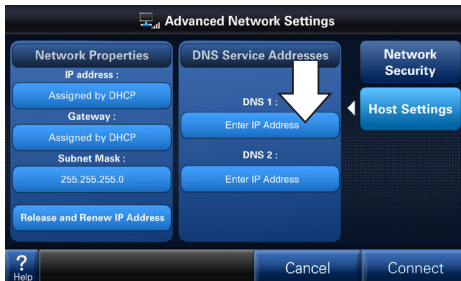 Advanced Network Settings
Network Properties
IP address :
Assigned by DHCP
Gateway :
Assigned by DHCP
Subnet Mask :
255.255.255.0
Release and Renew IP Address
DNS Service Addresses
DNS 1 :
Enter IP Address
DNS 2 :
Enter IP Address
Network
Security
Host Settings
?
Help
Cancel
Connect